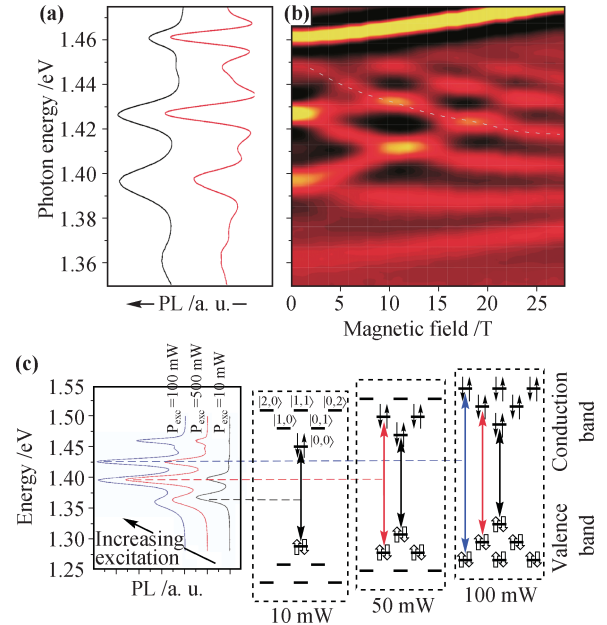 (a)
(b)
Photon energy /eV
1.46
1.44
1.42
1.40
1.38
1.36
PL /a. u.
0
5
10
15
20
25
Magnetic field /T
(c)
P_exc=100 mW
P_exc=500 mW
P_exc=10 mW
Energy /eV
1.55
1.50
1.45
1.40
1.35
1.30
1.25
Increasing
excitation
PL /a. u.
|2,0⟩ |1,1⟩ |0,2⟩
|1,0⟩ |0,1⟩
|0,0⟩
10 mW
50 mW
100 mW
Conduction
band
Valence
band